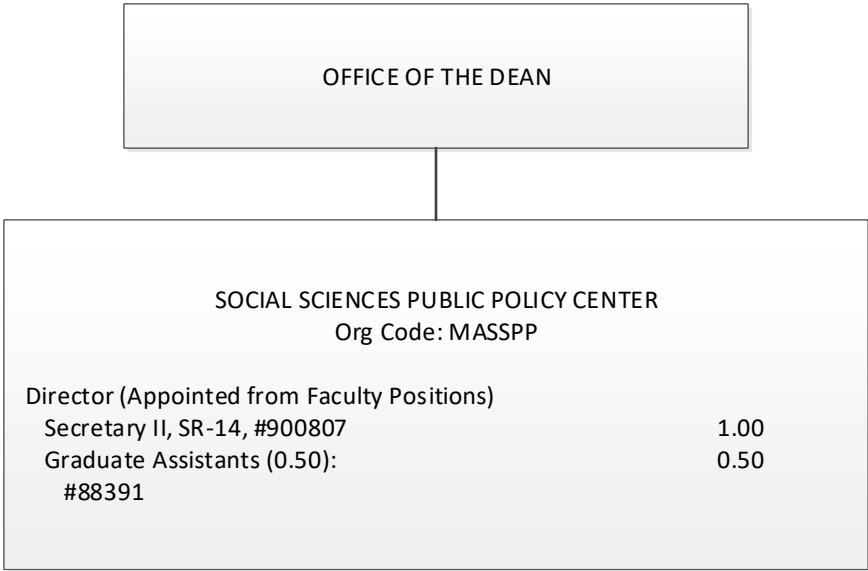 OFFICE OF THE DEAN
SOCIAL SCIENCES PUBLIC POLICY CENTER
Org Code: MASSPP
Director (Appointed from Faculty Positions)
Secretary II, SR-14, #900807 1.00
Graduate Assistants (0.50): 0.50
#88391